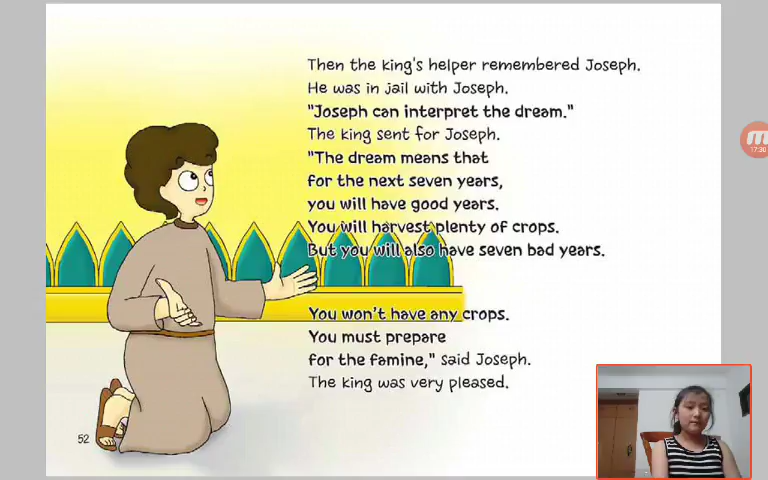 Then the king's helper remembered Joseph.
He was in jail with Joseph.
"Joseph can interpret the dream."
The king sent for Joseph.
"The dream means that
for the next seven years,
you will have good years.
You will harvest plenty of crops.
But you will also have seven bad years.
You won't have any crops.
You must prepare
for the famine," said Joseph.
The king was very pleased.
52
17:30